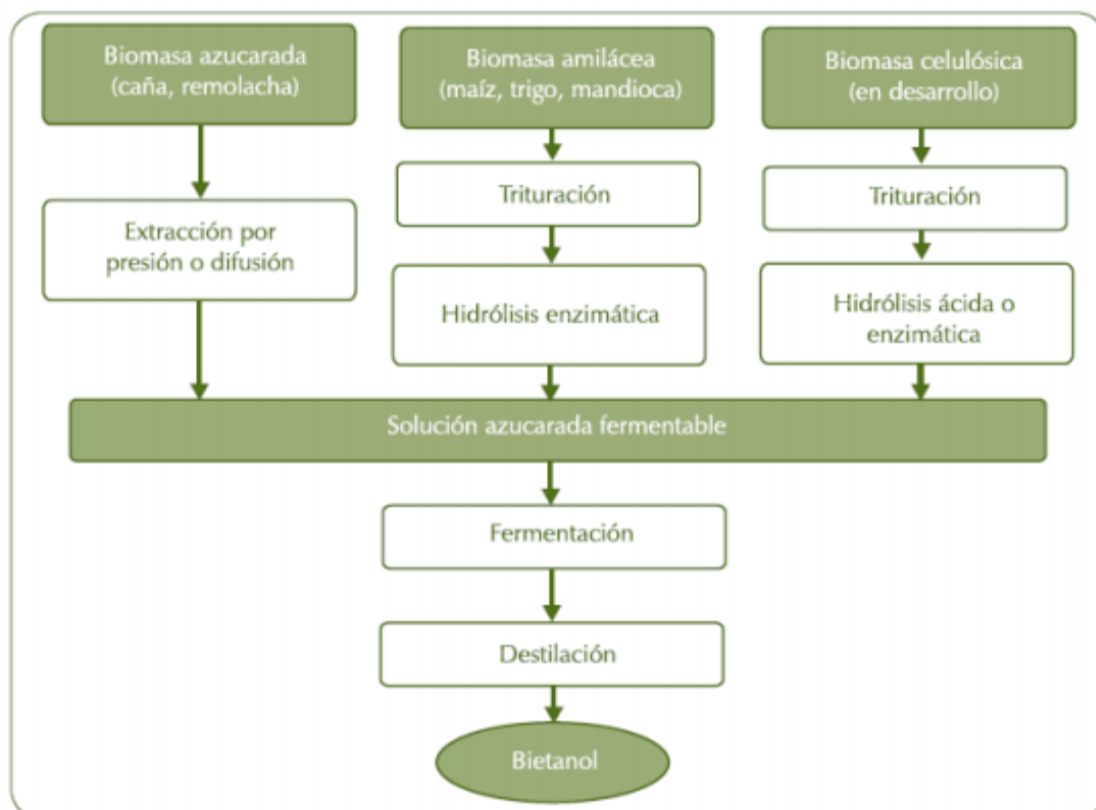 Biomasa azucarada
(caña, remolacha)
Biomasa amilácea
(maíz, trigo, mandioca)
Biomasa celulósica
(en desarrollo)
Extracción por
presión o difusión
Trituración
Trituración
Hidrólisis enzimática
Hidrólisis ácida o
enzimática
Solución azucarada fermentable
Fermentación
Destilación
Bietanol